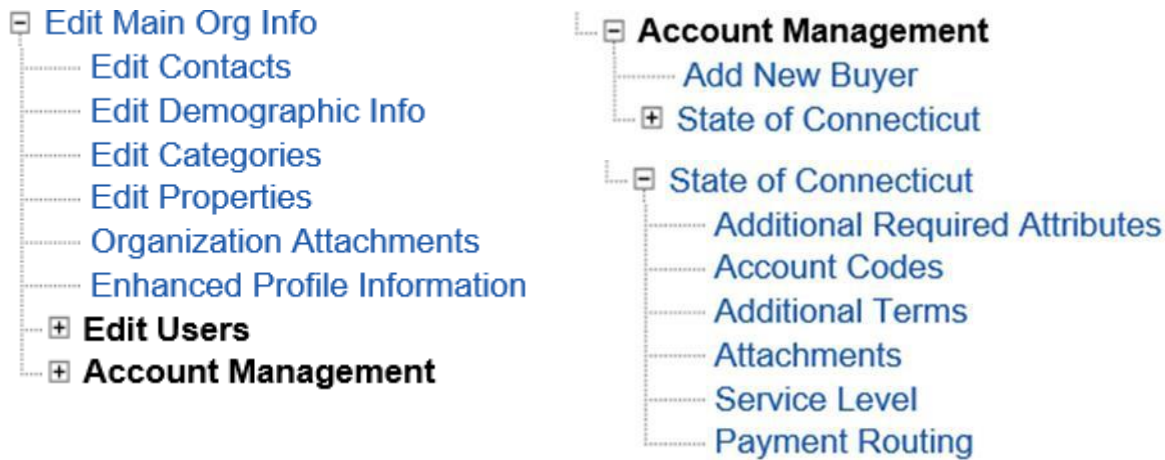 Edit Main Org Info
Edit Contacts
Edit Demographic Info
Edit Categories
Edit Properties
Organization Attachments
Enhanced Profile Information
Edit Users
Account Management
Account Management
Add New Buyer
State of Connecticut
State of Connecticut
Additional Required Attributes
Account Codes
Additional Terms
Attachments
Service Level
Payment Routing